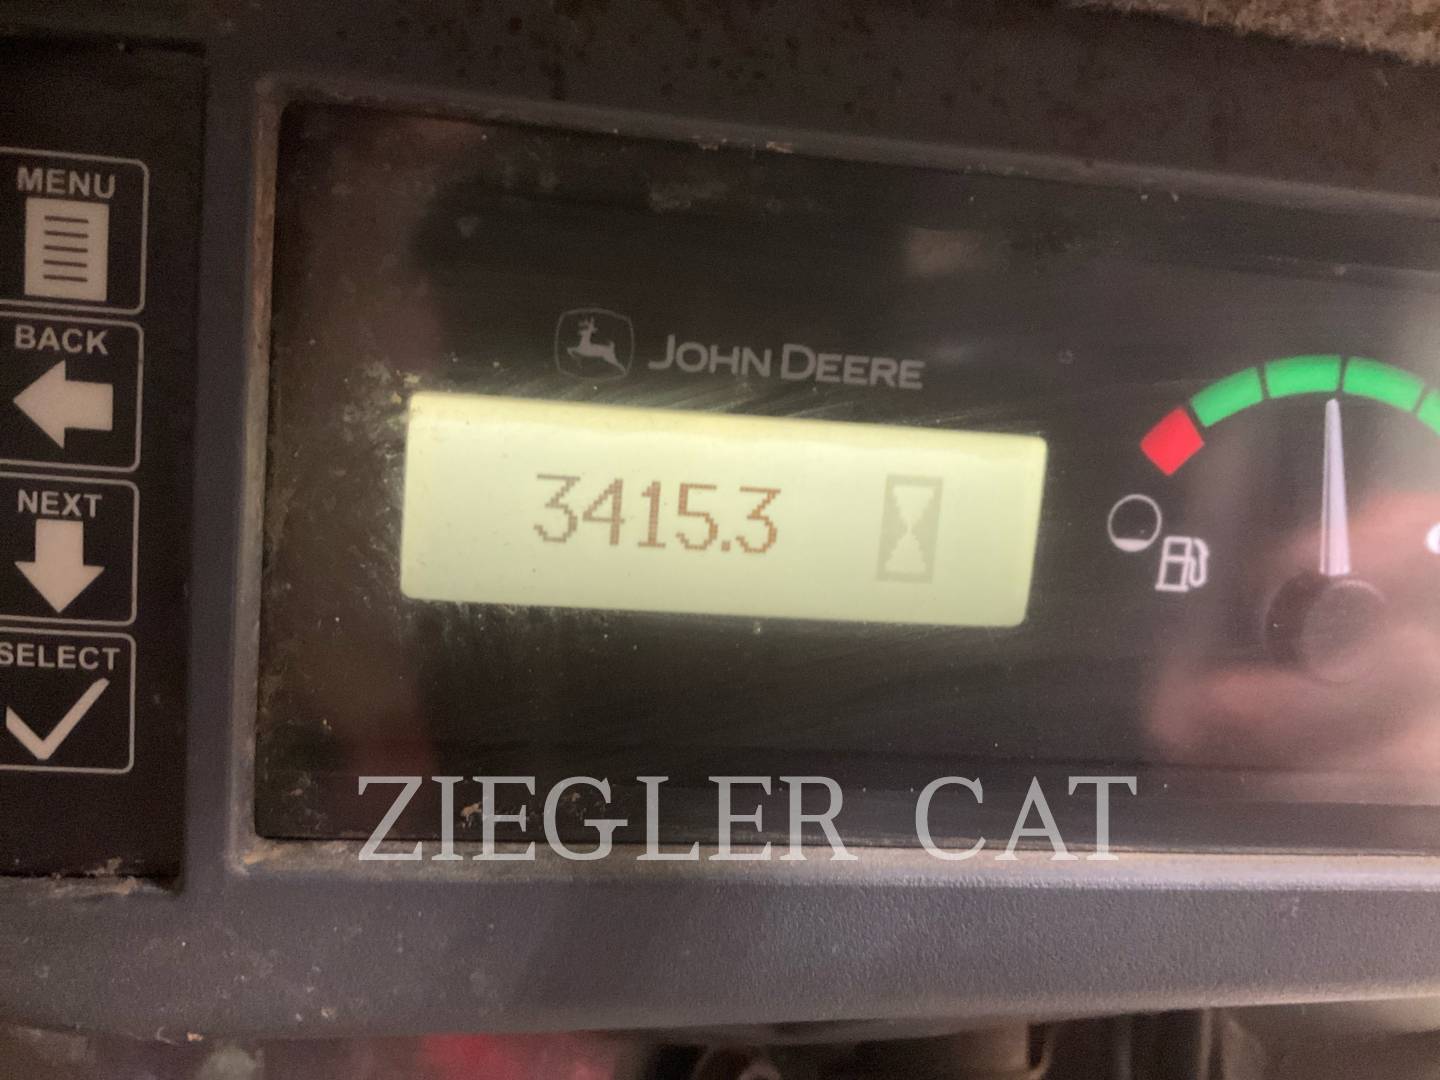 MENU
BACK
NEXT
SELECT
JOHN DEERE
3415.3
ZIEGLER CAT